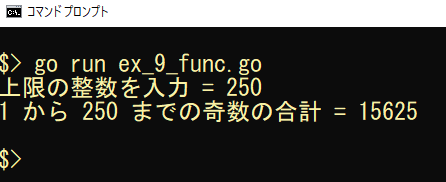 コマンド プロンプト
$> go run ex_9_func.go
上限の整数を入力 = 250
1 から 250 までの奇数の合計 = 15625
$>